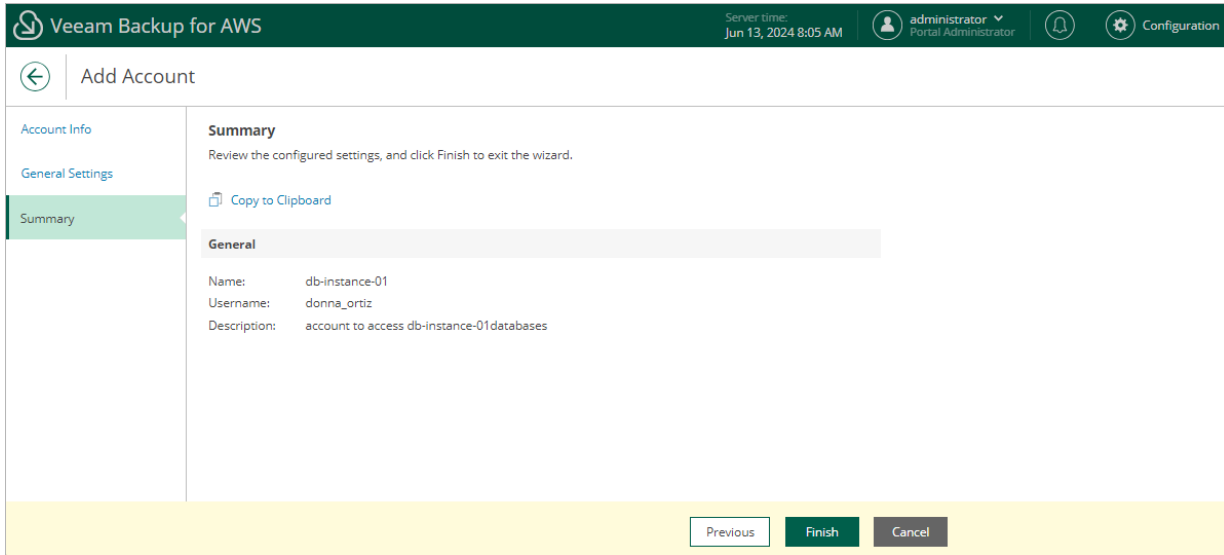 Veeam Backup for AWS
Server time:
Jun 13, 2024 8:05 AM
administrator
Portal Administrator
Configuration
Add Account
Account Info
General Settings
Summary
Summary
Review the configured settings, and click Finish to exit the wizard.
Copy to Clipboard
General
Name: db-instance-01
Username: donna_ortiz
Description: account to access db-instance-01databases
Previous
Finish
Cancel